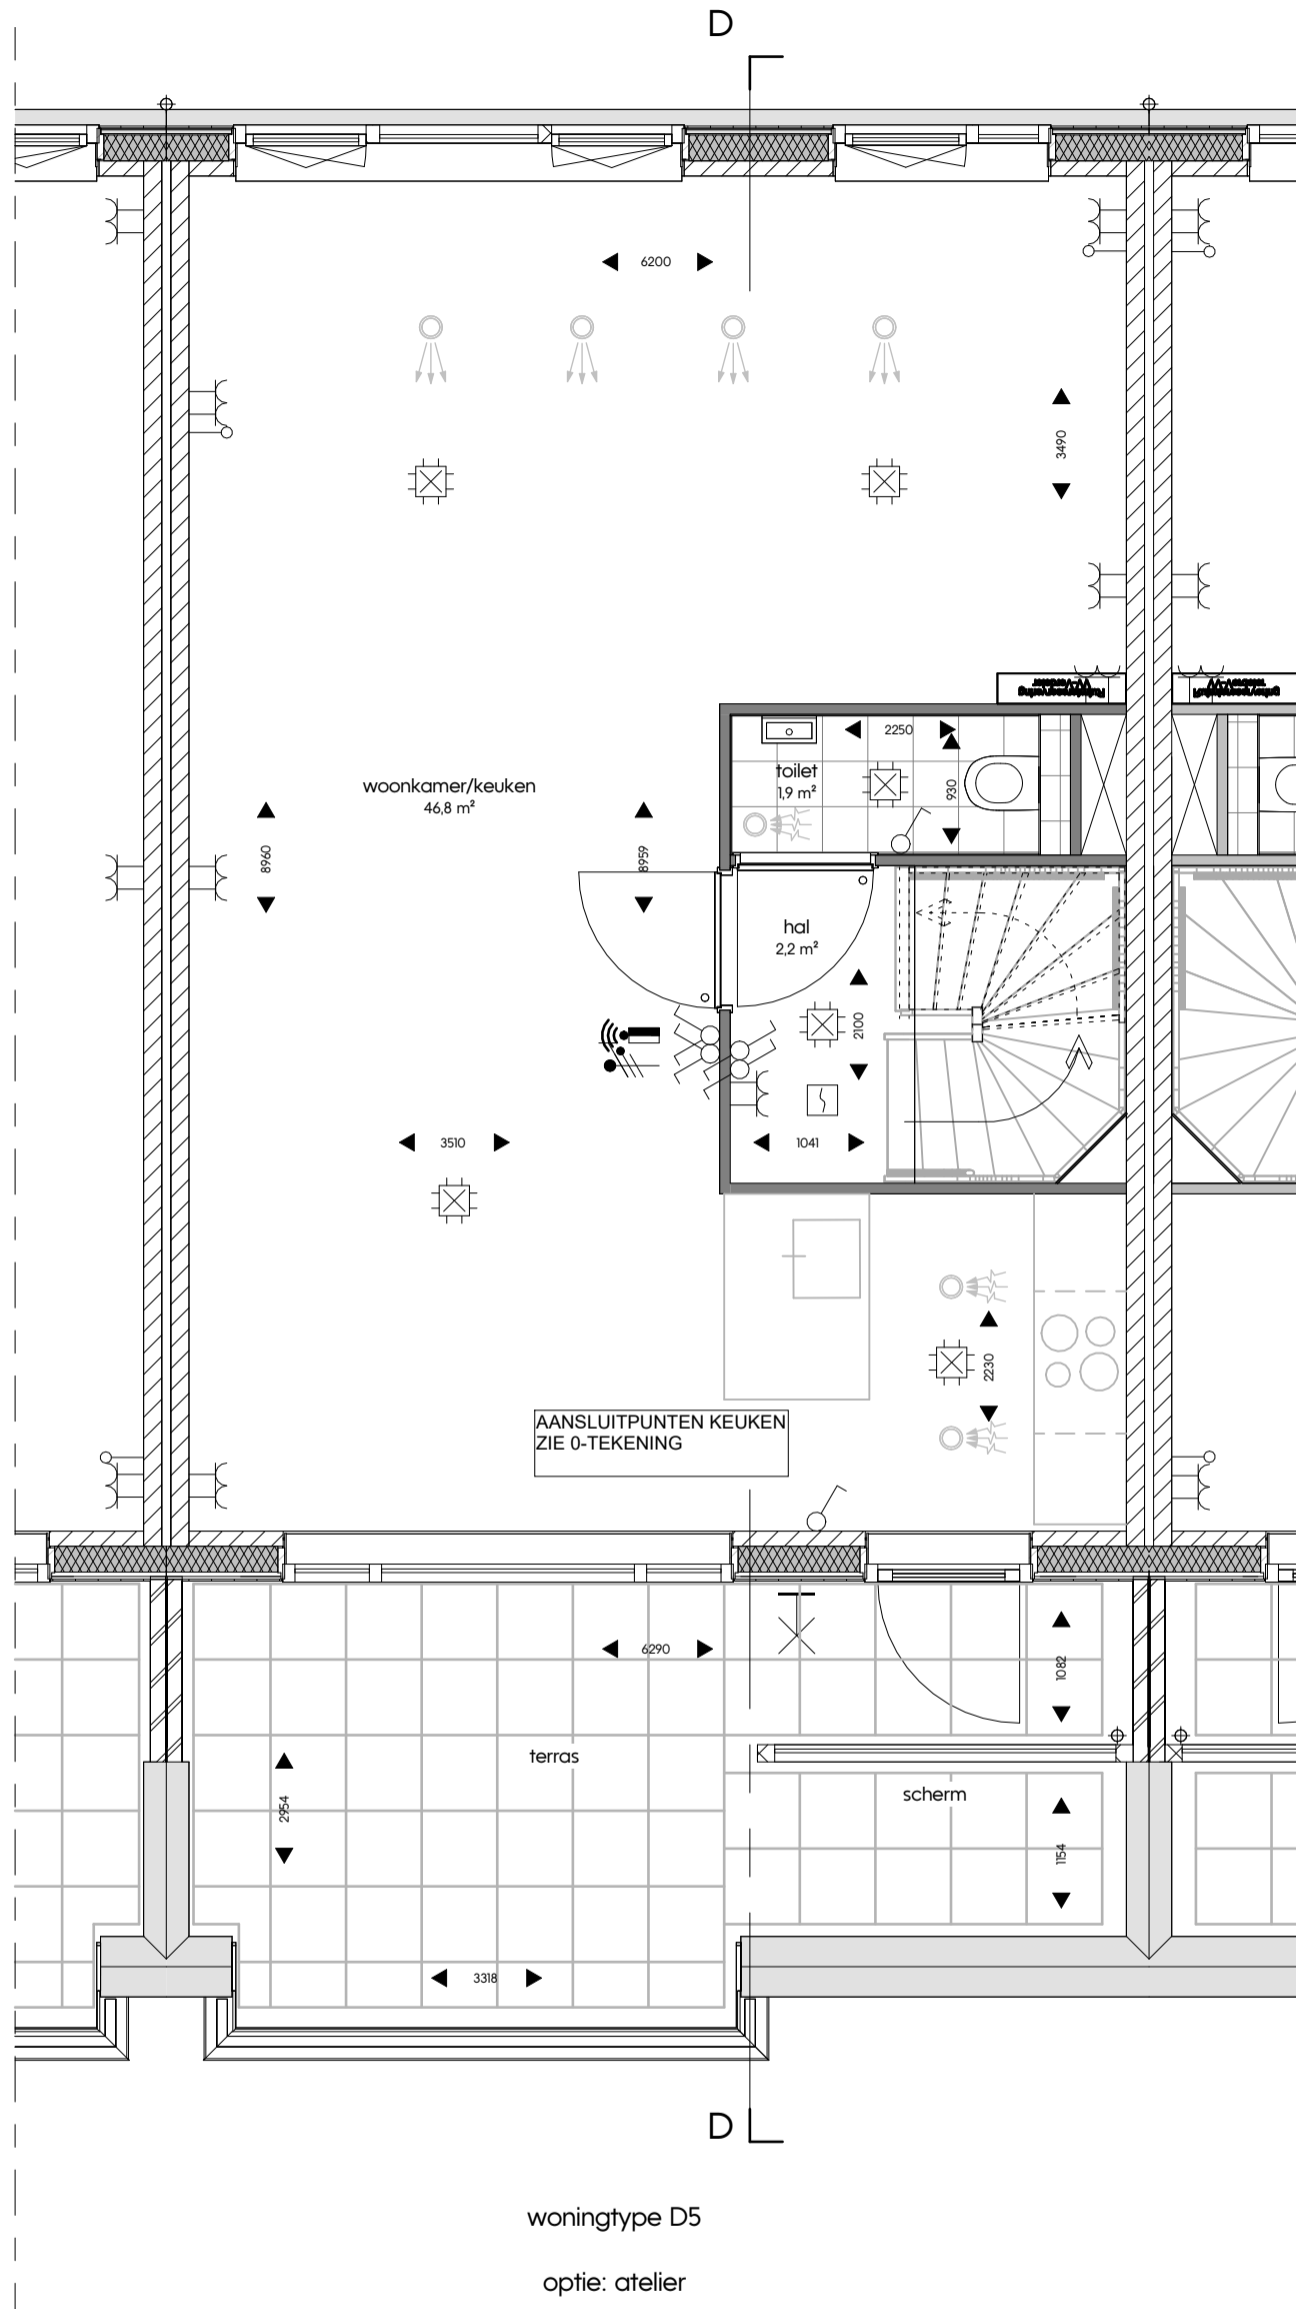 D
6200
3490
2250
toilet
1,9 m²
930
woonkamer/keuken
46,8 m²
8960
8959
hal
2,2 m²
2100
3510
1041
2230
AANSLUITPUNTEN KEUKEN
ZIE 0-TEKENING
6290
1082
terras
scherm
2954
1154
3318
D
woningtype D5
optie: atelier